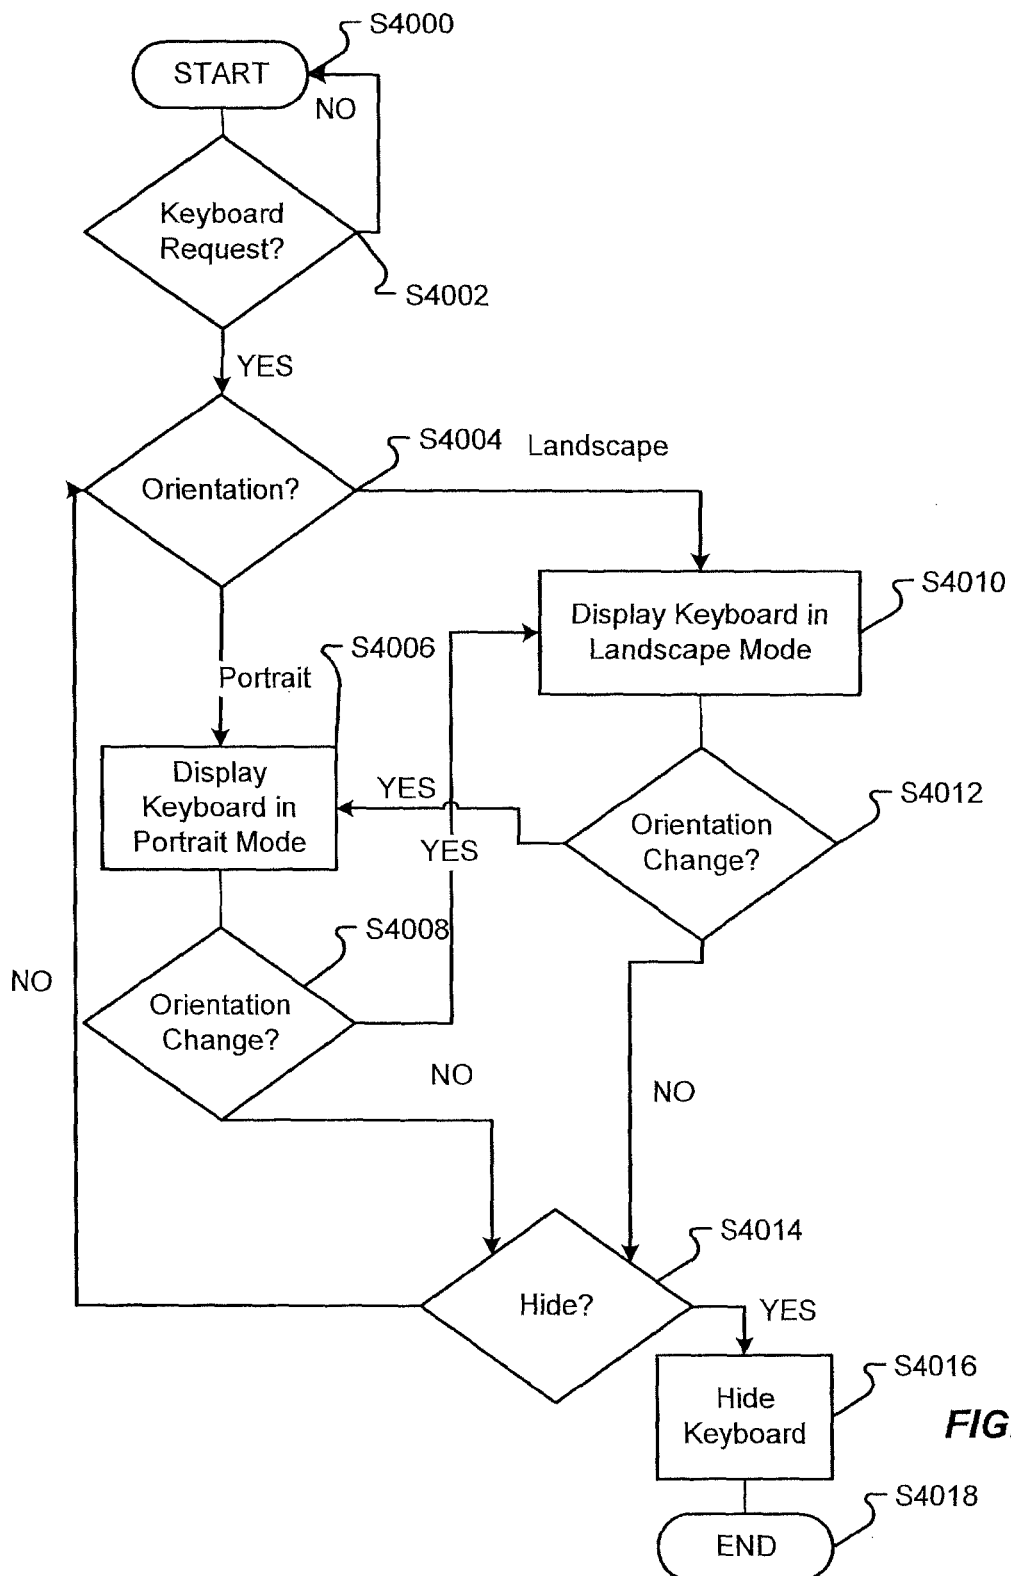 S4000
START
NO
Keyboard
Request?
S4002
YES
S4004
Landscape
Orientation?
S4010
Display Keyboard in
Landscape Mode
S4006
Portrait
Display
Keyboard in
Portrait Mode
YES
YES
S4012
Orientation
Change?
S4008
NO
Orientation
Change?
NO
NO
S4014
Hide?
YES
S4016
Hide
Keyboard
FIG.
S4018
END